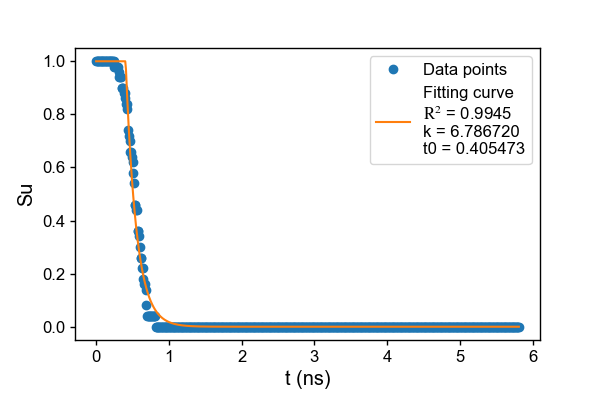 1.0
0.8
0.6
0.4
0.2
0.0
Su
0
1
2
3
4
5
6
t (ns)
Data points
Fitting curve
R² = 0.9945
k = 6.786720
t0 = 0.405473